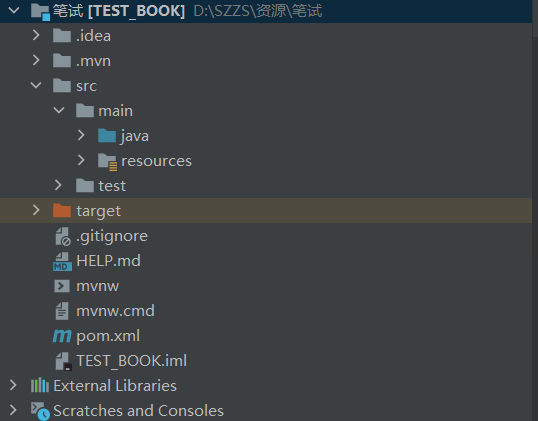 笔试 [TEST_BOOK] D:\SZZS\资源\笔试
.idea
.mvn
src
main
java
resources
test
target
.gitignore
HELP.md
mvnw
mvnw.cmd
pom.xml
TEST_BOOK.iml
External Libraries
Scratches and Consoles